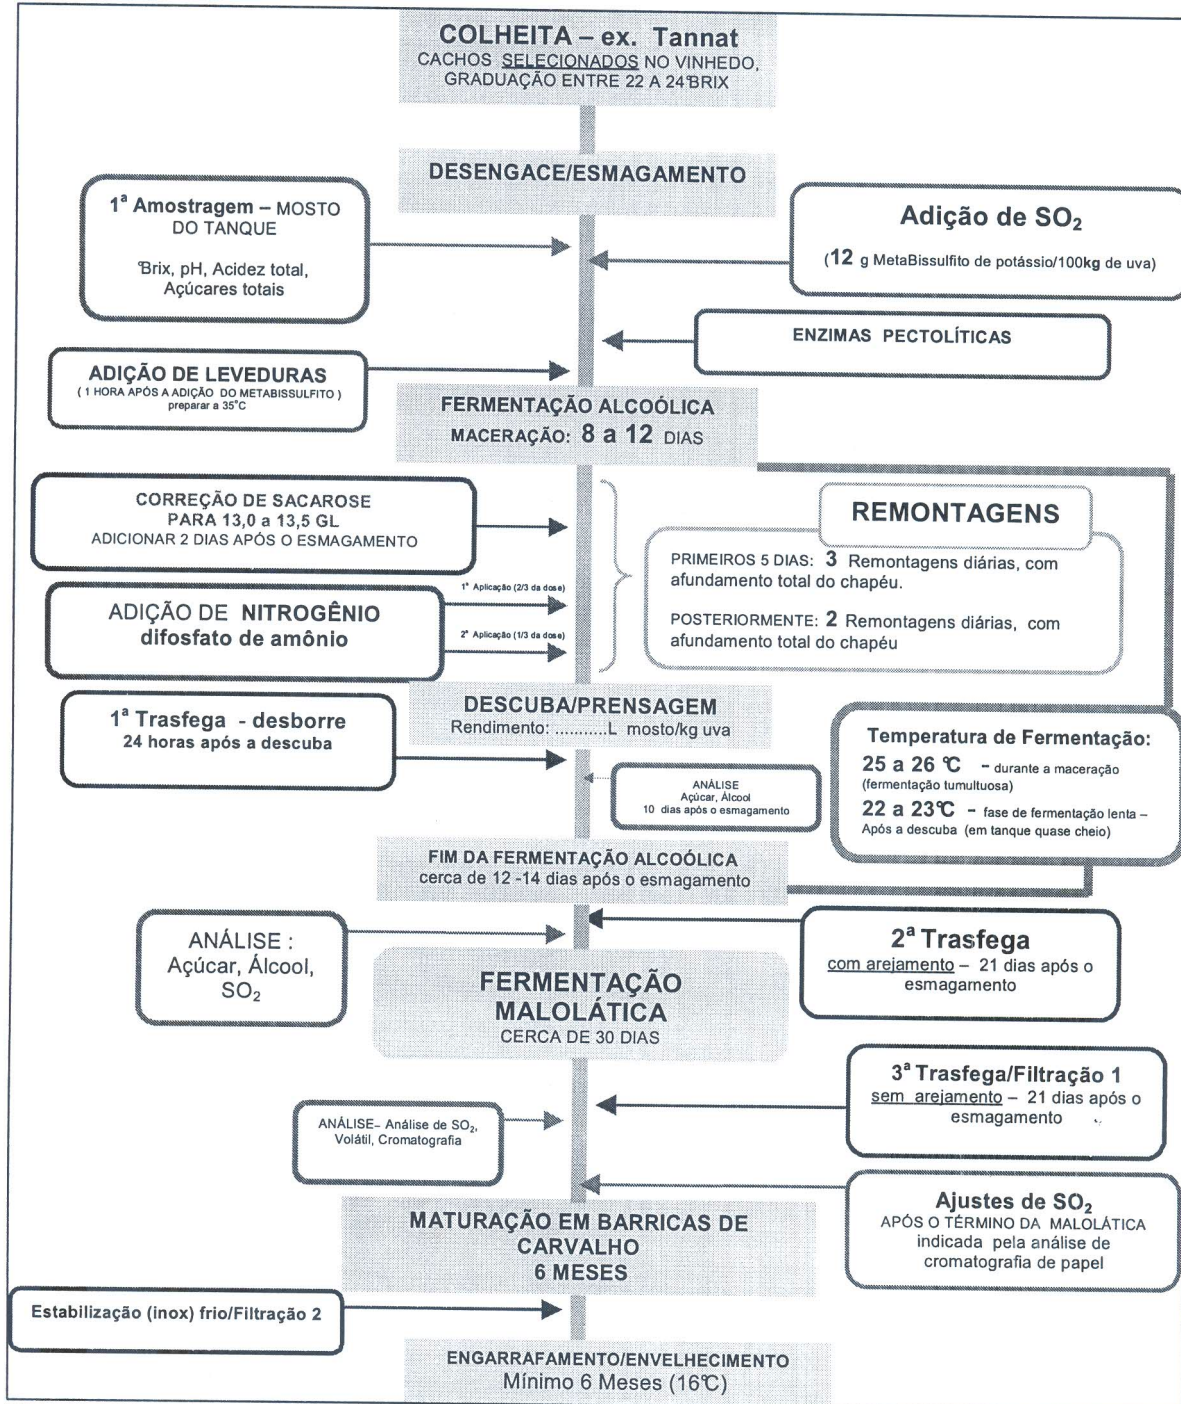 COLHEITA – ex. Tannat
CACHOS SELECIONADOS NO VINHEDO,
GRADUAÇÃO ENTRE 22 A 24°BRIX
DESENGACE/ESMAGAMENTO
1ª Amostragem – MOSTO
DO TANQUE
°Brix, pH, Acidez total,
Açúcares totais
Adição de SO₂
(12 g MetaBissulfito de potássio/100kg de uva)
ENZIMAS PECTOLÍTICAS
ADIÇÃO DE LEVEDURAS
( 1 HORA APÓS A ADIÇÃO DO METABISSULFITO )
preparar a 35°C
FERMENTAÇÃO ALCOÓLICA
MACERAÇÃO: 8 a 12 DIAS
CORREÇÃO DE SACAROSE
PARA 13,0 a 13,5 GL
ADICIONAR 2 DIAS APÓS O ESMAGAMENTO
REMONTAGENS
PRIMEIROS 5 DIAS: 3 Remontagens diárias, com
afundamento total do chapéu.
POSTERIORMENTE: 2 Remontagens diárias, com
afundamento total do chapéu
ADIÇÃO DE NITROGÊNIO
difosfato de amônio
1ª Aplicação (2/3 da dose)
2ª Aplicação (1/3 da dose)
DESCUBA/PRENSAGEM
Rendimento: ...........L mosto/kg uva
1ª Trasfega - desborre
24 horas após a descuba
Temperatura de Fermentação:
25 a 26 °C - durante a maceração
(fermentação tumultuosa)
22 a 23°C - fase de fermentação lenta –
Após a descuba (em tanque quase cheio)
ANÁLISE
Açúcar, Álcool
10 dias após o esmagamento
FIM DA FERMENTAÇÃO ALCOÓLICA
cerca de 12 -14 dias após o esmagamento
ANÁLISE :
Açúcar, Álcool,
SO₂
2ª Trasfega
com arejamento – 21 dias após o
esmagamento
FERMENTAÇÃO
MALOLÁTICA
CERCA DE 30 DIAS
3ª Trasfega/Filtração 1
sem arejamento – 21 dias após o
esmagamento
ANÁLISE– Análise de SO₂,
Volátil, Cromatografia
Ajustes de SO₂
APÓS O TÉRMINO DA MALOLÁTICA
indicada pela análise de
cromatografia de papel
MATURAÇÃO EM BARRICAS DE
CARVALHO
6 MESES
Estabilização (inox) frio/Filtração 2
ENGARRAFAMENTO/ENVELHECIMENTO
Mínimo 6 Meses (16°C)